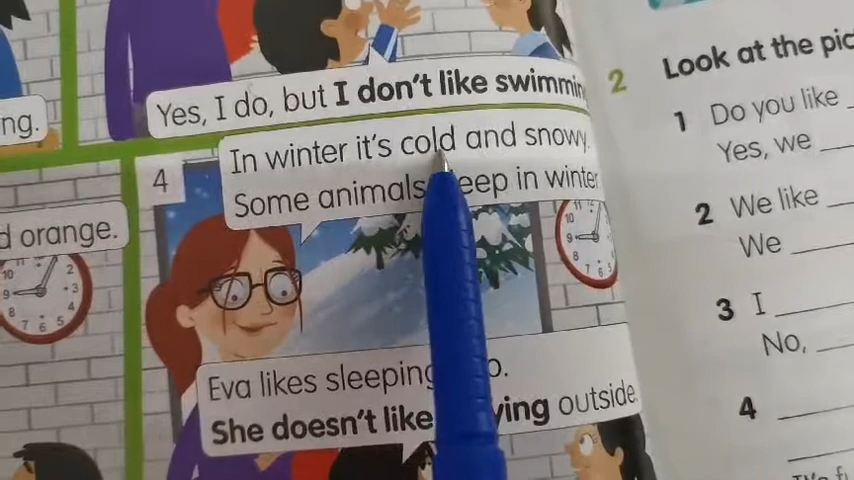 ng.
Yes, I do, but I don't like swimmin
4
In winter it's cold and snowy.
Some animals sleep in winter.
d orange.
Eva likes sleeping
She doesn't like outside.
2 Look at the pic
1 Do you like
Yes, we
2 We like
We
3 I
No,
4